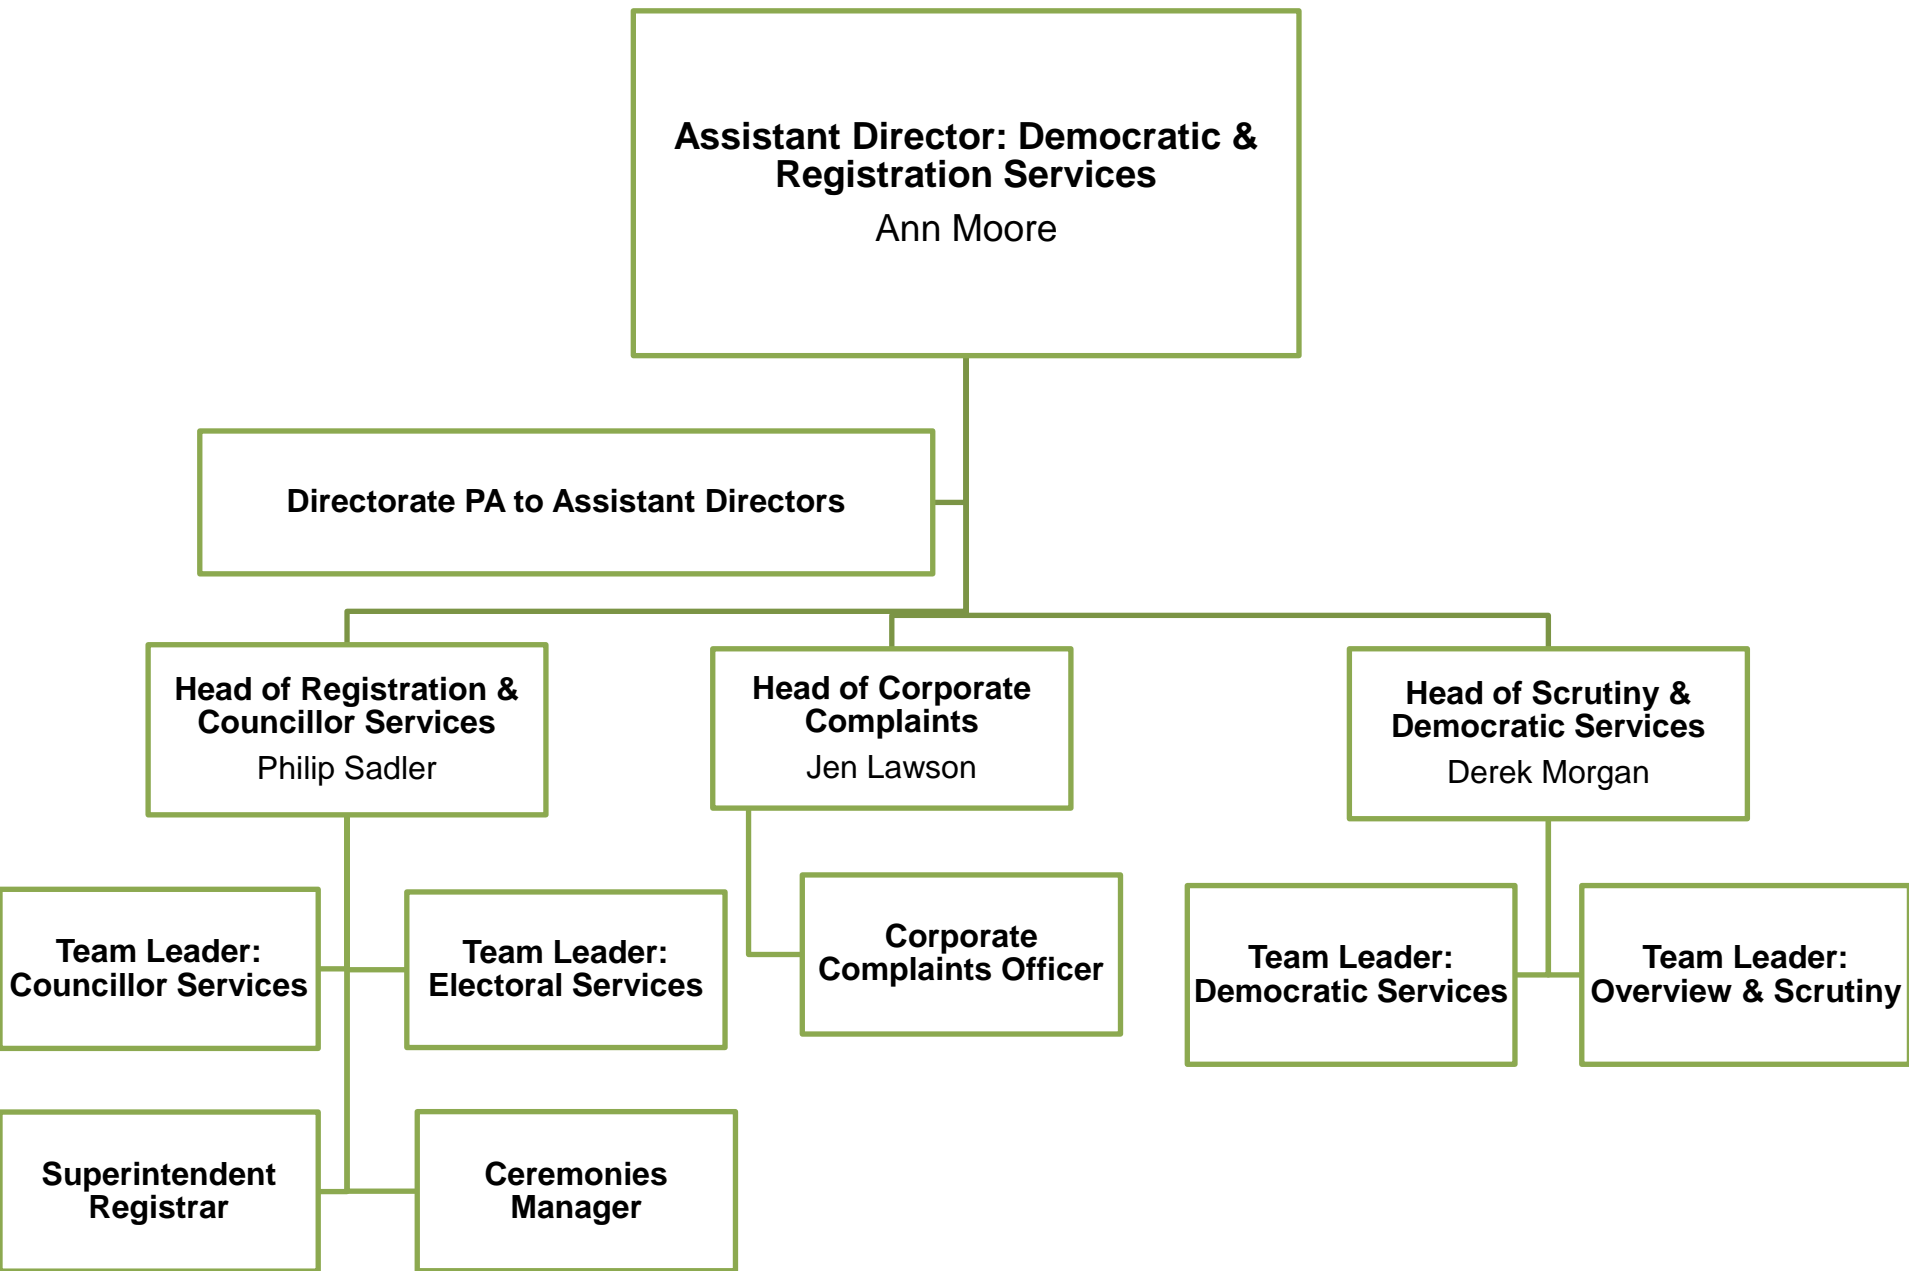 Assistant Director: Democratic &
Registration Services
Ann Moore
Directorate PA to Assistant Directors
Head of Registration &
Councillor Services
Philip Sadler
Head of Corporate
Complaints
Jen Lawson
Head of Scrutiny &
Democratic Services
Derek Morgan
Team Leader:
Councillor Services
Team Leader:
Electoral Services
Corporate
Complaints Officer
Team Leader:
Democratic Services
Team Leader:
Overview & Scrutiny
Superintendent
Registrar
Ceremonies
Manager